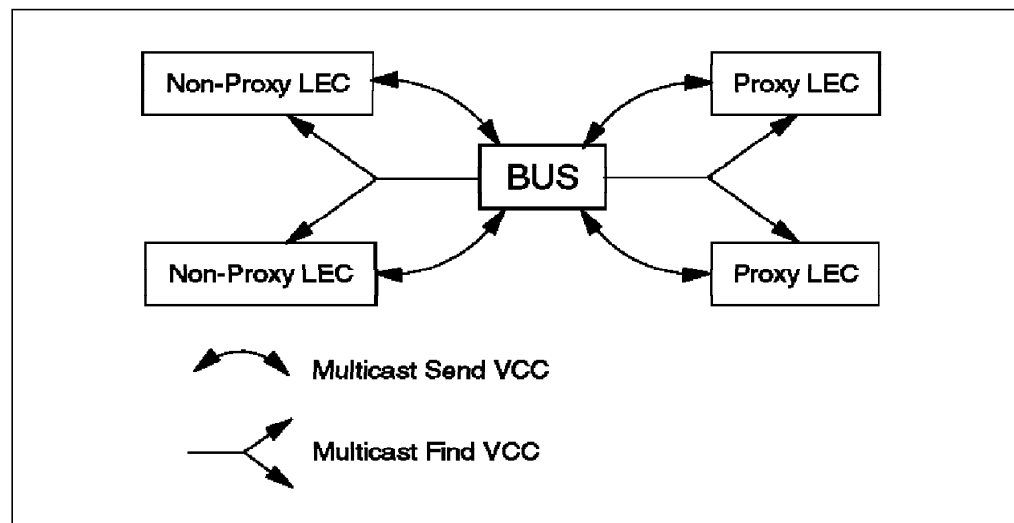 Non-Proxy LEC
Proxy LEC
BUS
Non-Proxy LEC
Proxy LEC
Multicast Send VCC
Multicast Find VCC